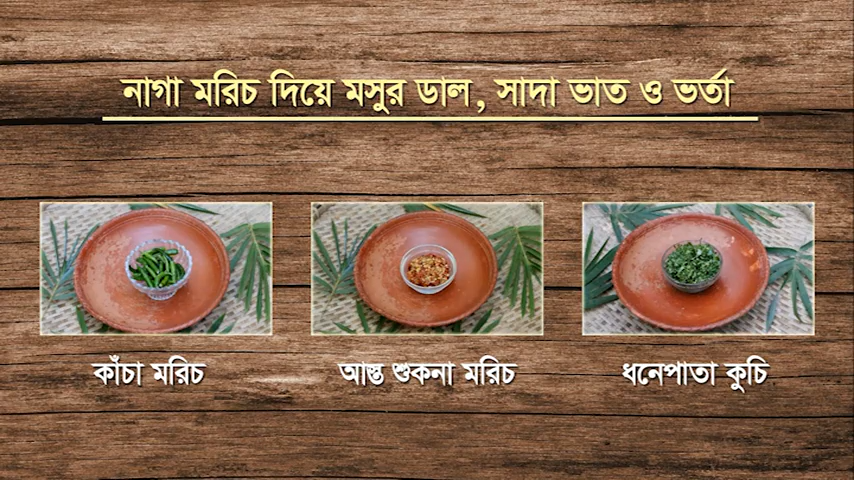 নাগা মরিচ দিয়ে মসুর ডাল, সাদা ভাত ও ভর্তা
কাঁচা মরিচ
আস্ত শুকনা মরিচ
ধনেপাতা কুচি